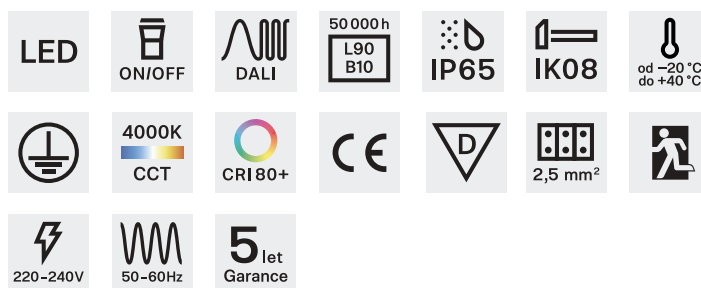 LED
ON/OFF
DALI
50 000 h
L90
B10
IP65
IK08
od –20 °C
do +40 °C
4000K
CCT
CRI 80+
CE
D
2,5 mm²
220–240V
50–60Hz
5 let
Garance